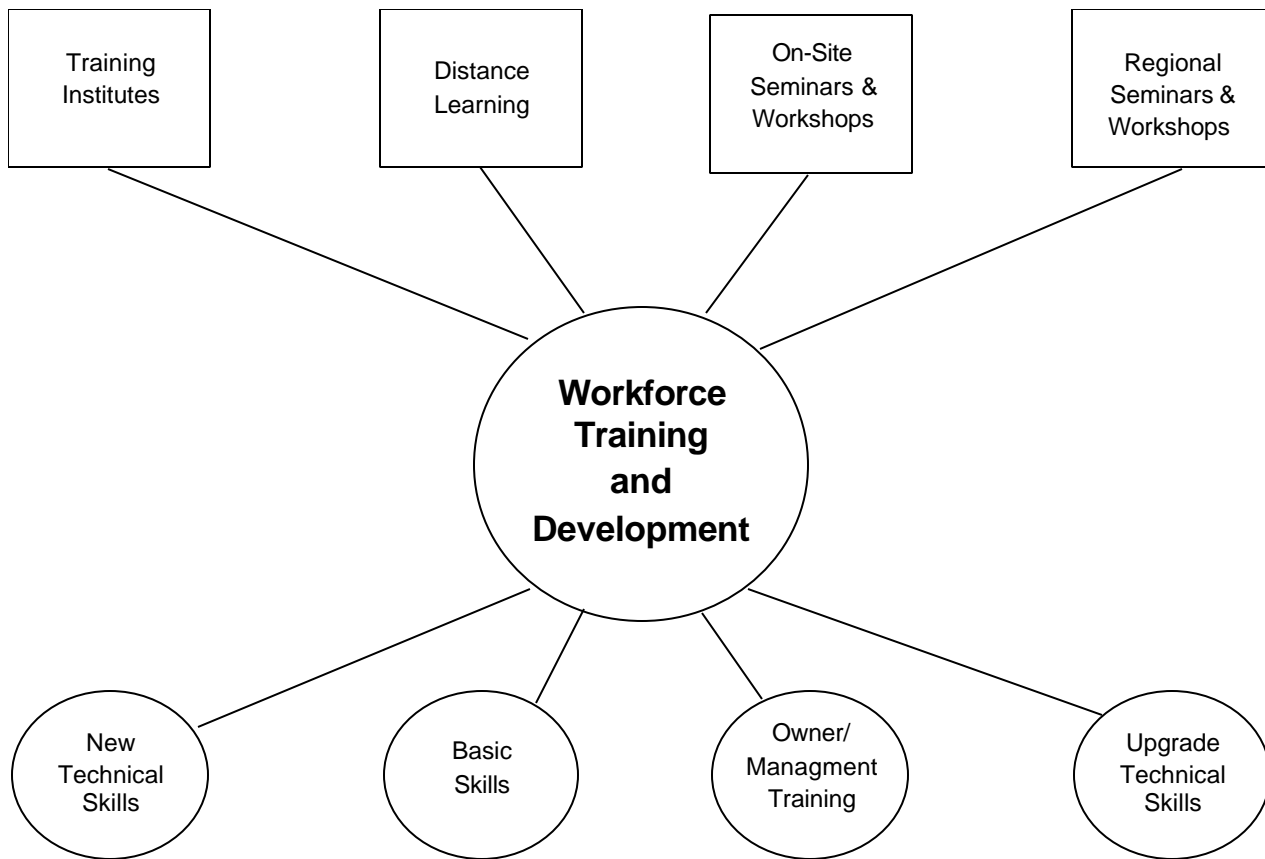 Training
Institutes
Distance
Learning
On-Site
Seminars &
Workshops
Regional
Seminars &
Workshops
Workforce
Training
and
Development
New
Technical
Skills
Basic
Skills
Owner/
Managment
Training
Upgrade
Technical
Skills